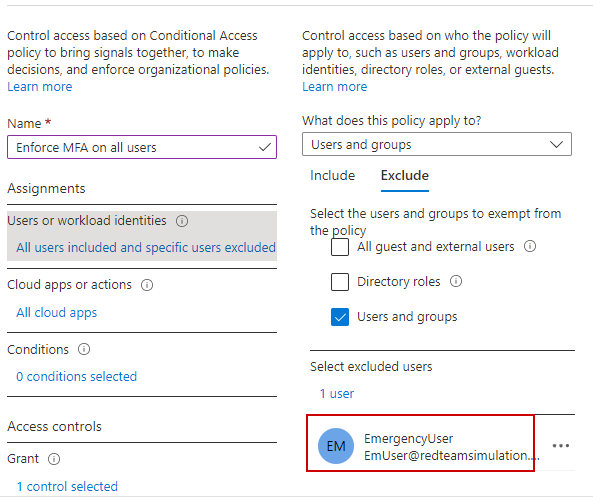 Control access based on Conditional Access
policy to bring signals together, to make
decisions, and enforce organizational policies.
Learn more
Name *
Enforce MFA on all users
Assignments
Users or workload identities
All users included and specific users excluded
Cloud apps or actions
All cloud apps
Conditions
0 conditions selected
Access controls
Grant
1 control selected
Control access based on who the policy will
apply to, such as users and groups, workload
identities, directory roles, or external guests.
Learn more
What does this policy apply to?
Users and groups
Include Exclude
Select the users and groups to exempt from
the policy
All guest and external users
Directory roles
Users and groups
Select excluded users
1 user
EM
EmergencyUser
EmUser@redteamsimulation....